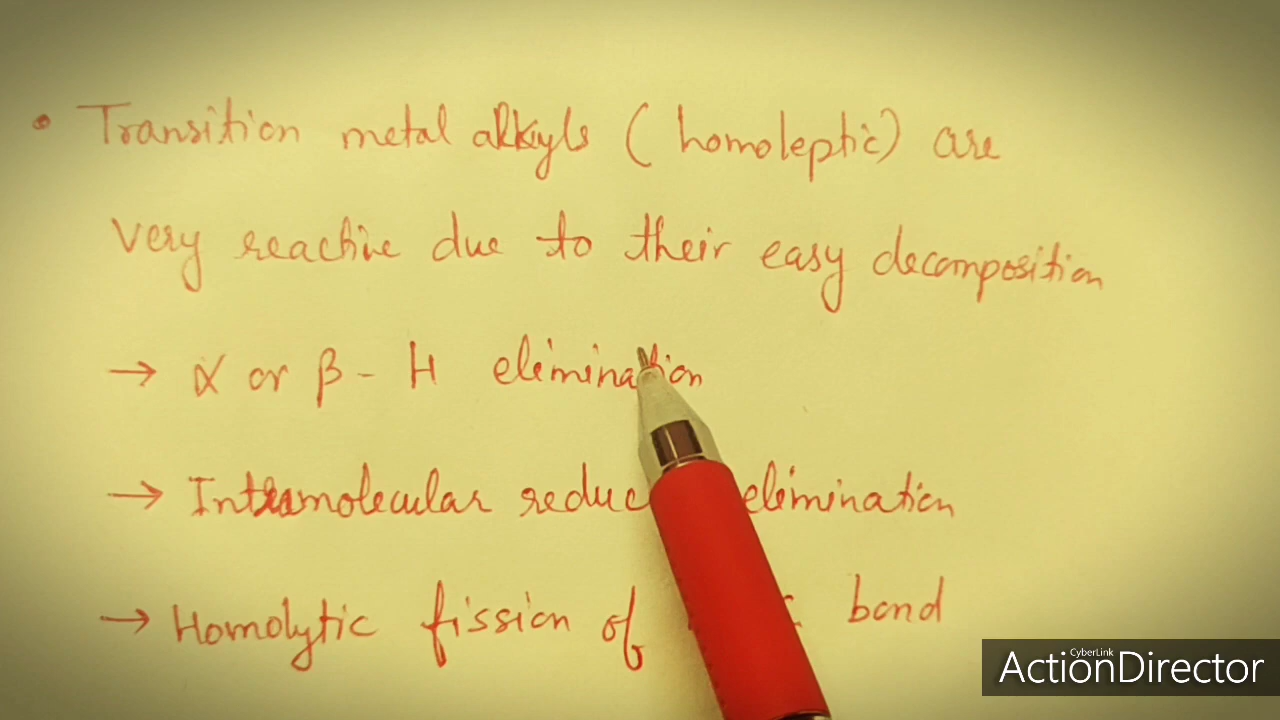 • Transition metal alkyls (homoleptic) are
very reactive due to their easy decomposition
→ α or β - H elimination
→ Intramolecular reduc elimination
→ Homolytic fission of bond
CyberLink
ActionDirector